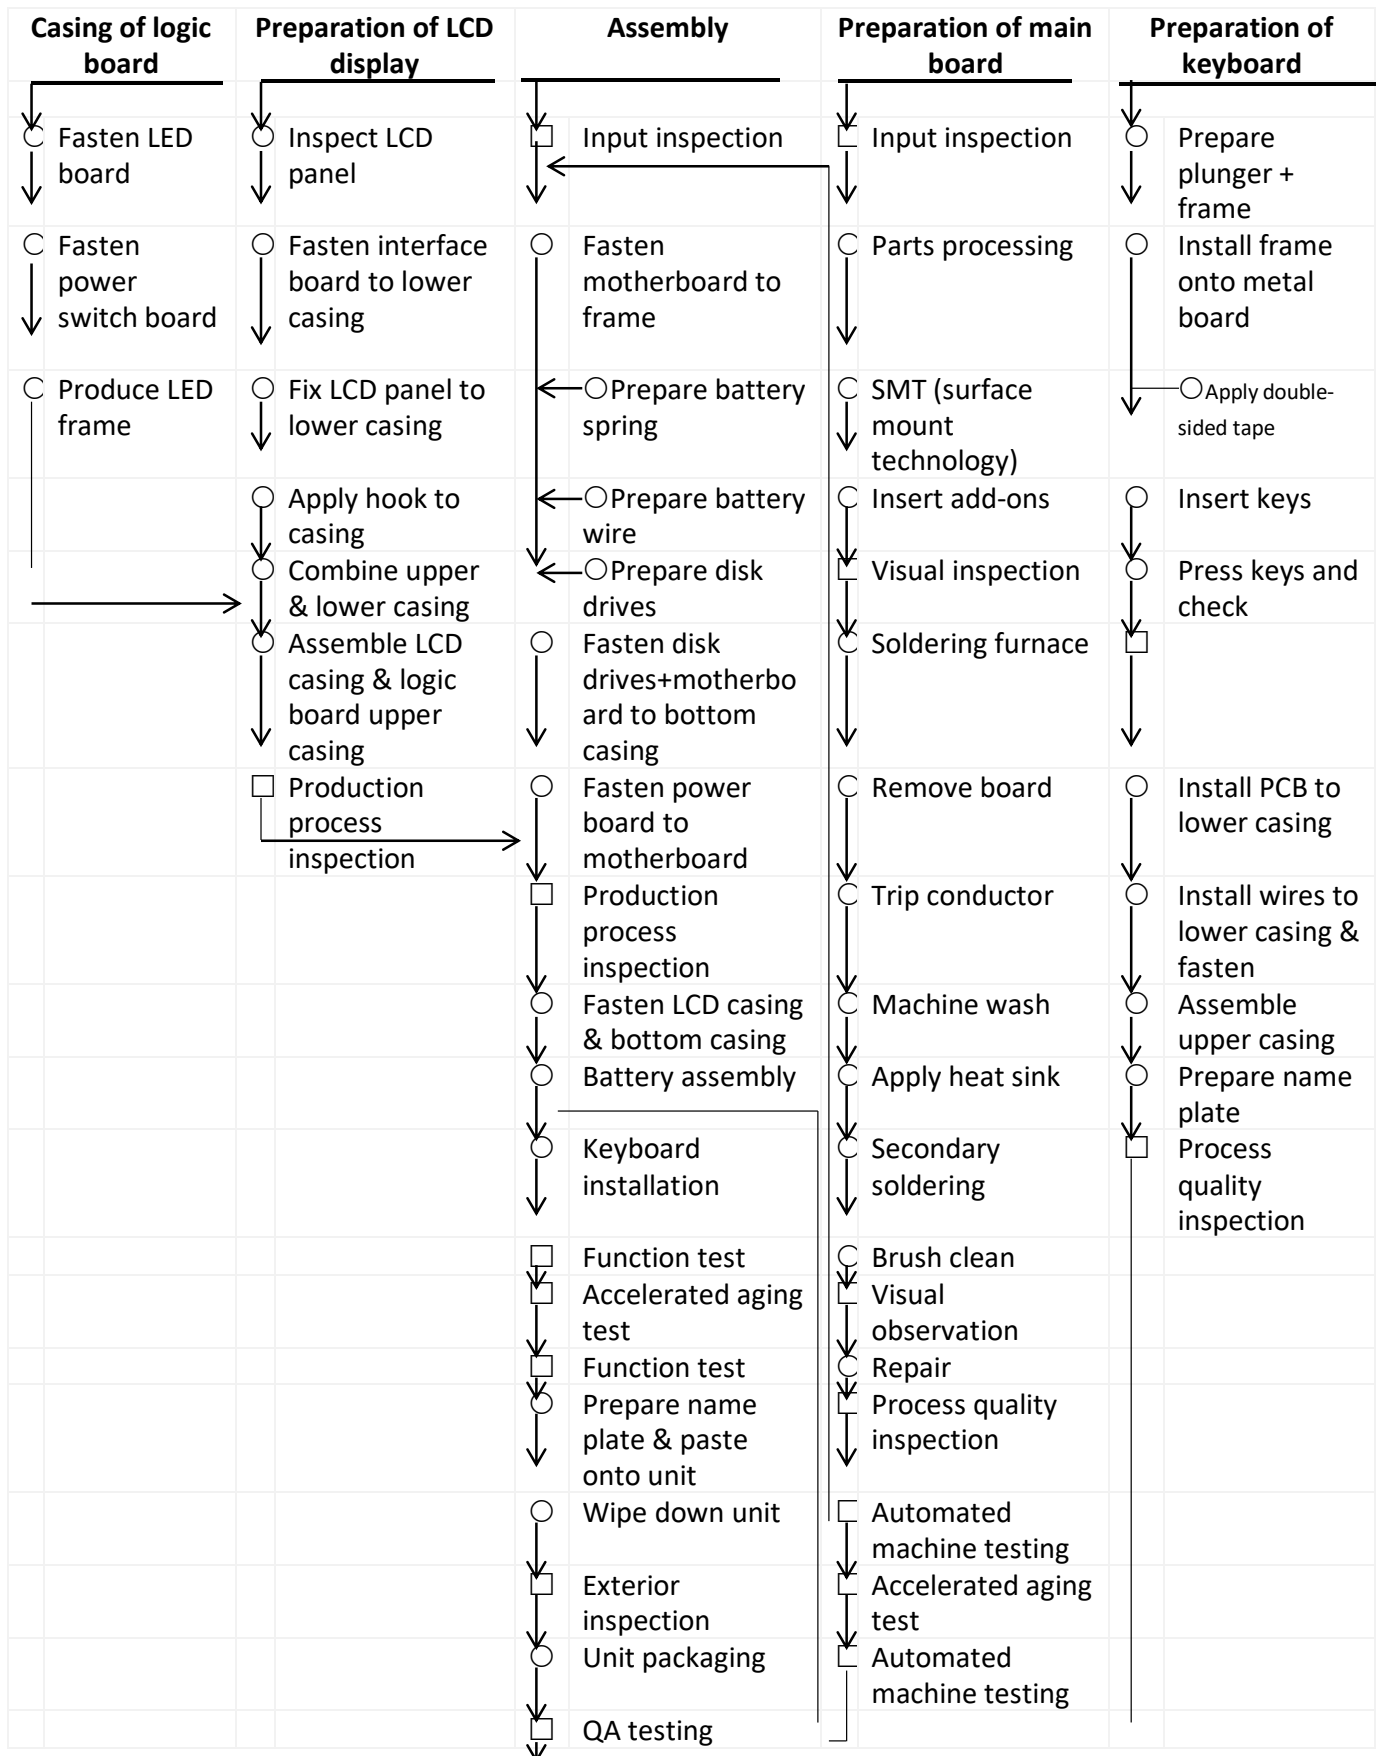 Casing of logic
board
Preparation of LCD
display
Assembly
Preparation of main
board
Preparation of
keyboard
Fasten LED
board
Inspect LCD
panel
Input inspection
Input inspection
Prepare
plunger +
frame
Fasten
power
switch board
Fasten interface
board to lower
casing
Fasten
motherboard to
frame
Parts processing
Install frame
onto metal
board
Produce LED
frame
Fix LCD panel to
lower casing
Prepare battery
spring
SMT (surface
mount
technology)
Apply double-
sided tape
Apply hook to
casing
Prepare battery
wire
Insert add-ons
Insert keys
Combine upper
& lower casing
Prepare disk
drives
Visual inspection
Press keys and
check
Assemble LCD
casing & logic
board upper
casing
Fasten disk
drives+motherbo
ard to bottom
casing
Soldering furnace
Production
process
inspection
Fasten power
board to
motherboard
Remove board
Install PCB to
lower casing
Production
process
inspection
Trip conductor
Install wires to
lower casing &
fasten
Fasten LCD casing
& bottom casing
Machine wash
Assemble
upper casing
Battery assembly
Apply heat sink
Prepare name
plate
Keyboard
installation
Secondary
soldering
Process
quality
inspection
Function test
Brush clean
Accelerated aging
test
Visual
observation
Function test
Repair
Prepare name
plate & paste
onto unit
Process quality
inspection
Wipe down unit
Automated
machine testing
Exterior
inspection
Accelerated aging
test
Unit packaging
Automated
machine testing
QA testing